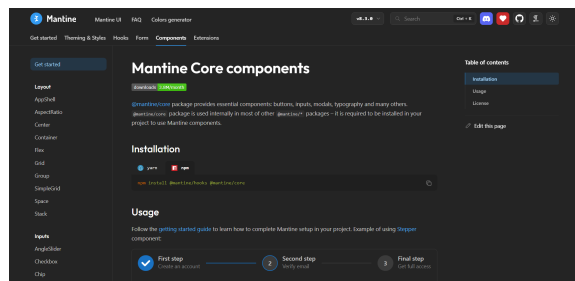 Mantine
Mantine UI
FAQ
Colors generator
v8.3.0
Search
Ctrl + K
Get started
Theming & Styles
Hooks
Form
Components
Extensions
Get started
Layout
AppShell
AspectRatio
Center
Container
Flex
Grid
Group
SimpleGrid
Space
Stack
Inputs
AngleSlider
Checkbox
Chip
Mantine Core components
downloads
@mantine/core package provides essential components: buttons, inputs, modals, typography and many others.
@mantine/core package is used internally in most of other @mantine/* packages – it is required to be installed in your
project to use Mantine components.
Installation
yarn
npm
npm install @mantine/hooks @mantine/core
Usage
Follow the getting started guide to learn how to complete Mantine setup in your project. Example of using Stepper
component:
First step
Create an account
2
Second step
Verify email
3
Final step
Get full access
Table of contents
Installation
Usage
License
Edit this page